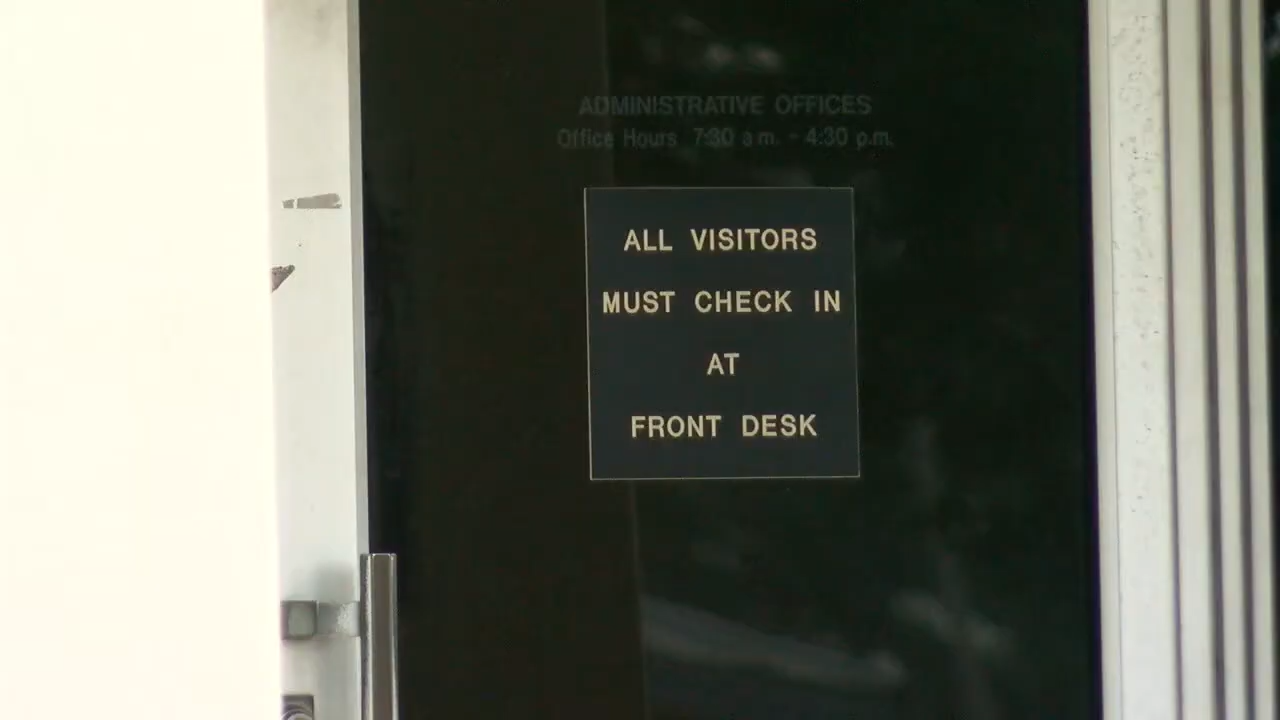 ADMINISTRATIVE OFFICES
Office Hours 7:30 a.m. - 4:30 p.m.
ALL VISITORS
MUST CHECK IN
AT
FRONT DESK